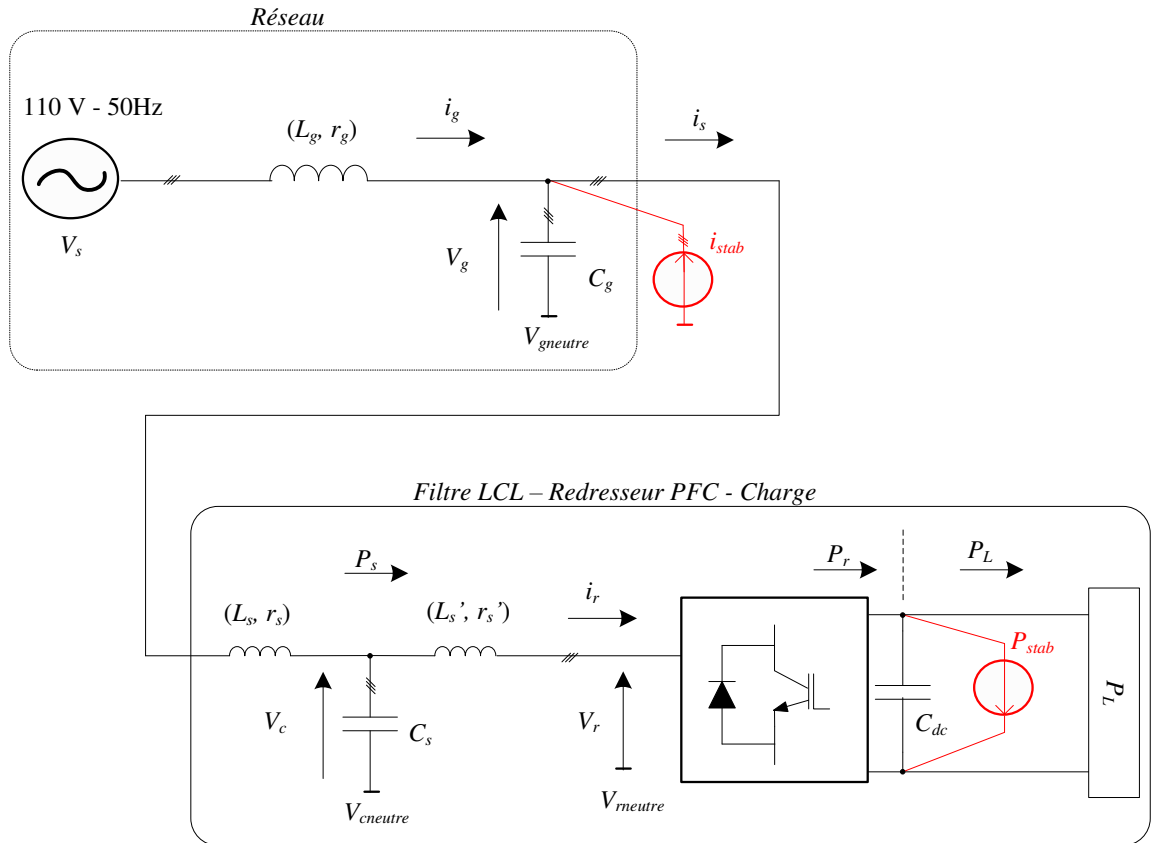 Réseau
110 V - 50Hz
(Lg, rg)
ig
is
Vs
Vg
Cg
istab
Vgneutre
Filtre LCL – Redresseur PFC - Charge
Ps
Pr
PL
(Ls, rs)
(Ls’, rs’)
ir
Pstab
PL
Vc
Cs
Vr
Cdc
Vcneutre
Vrneutre